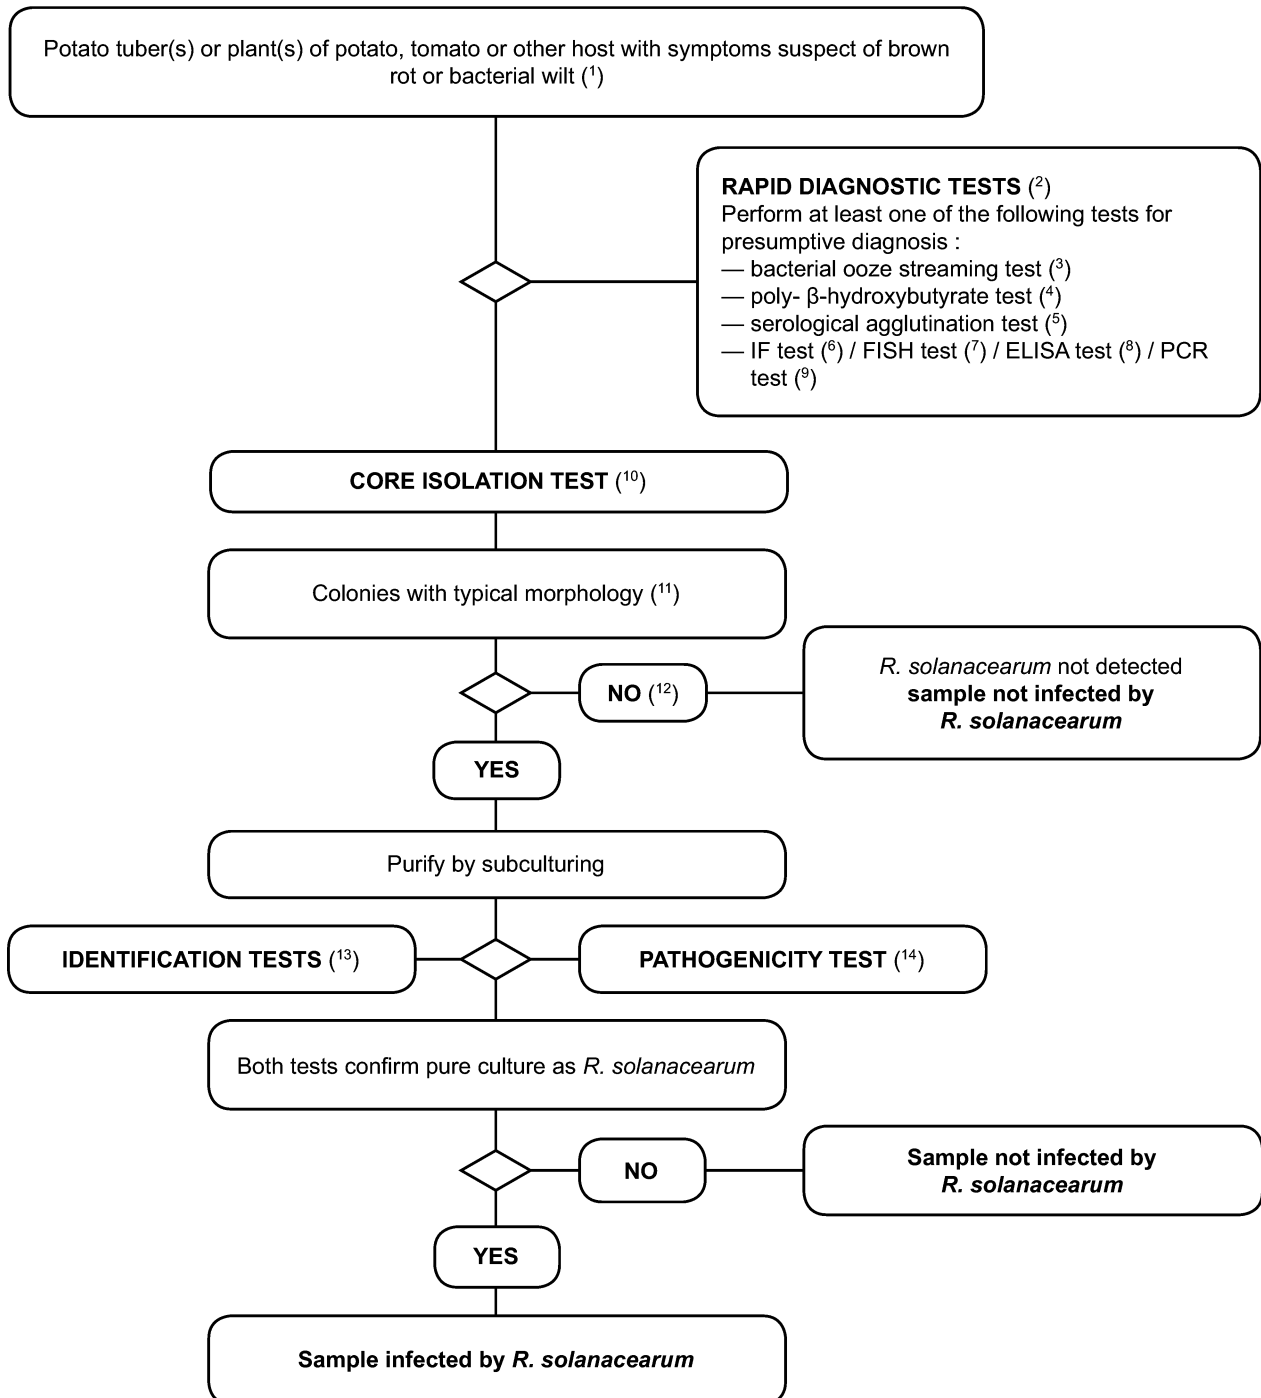 Potato tuber(s) or plant(s) of potato, tomato or other host with symptoms suspect of brown
rot or bacterial wilt (¹)
RAPID DIAGNOSTIC TESTS (²)
Perform at least one of the following tests for
presumptive diagnosis :
— bacterial ooze streaming test (³)
— poly- β-hydroxybutyrate test (⁴)
— serological agglutination test (⁵)
— IF test (⁶) / FISH test (⁷) / ELISA test (⁸) / PCR
test (⁹)
CORE ISOLATION TEST (¹⁰)
Colonies with typical morphology (¹¹)
NO (¹²)
R. solanacearum not detected
sample not infected by
R. solanacearum
YES
Purify by subculturing
IDENTIFICATION TESTS (¹³)
PATHOGENICITY TEST (¹⁴)
Both tests confirm pure culture as R. solanacearum
NO
Sample not infected by
R. solanacearum
YES
Sample infected by R. solanacearum